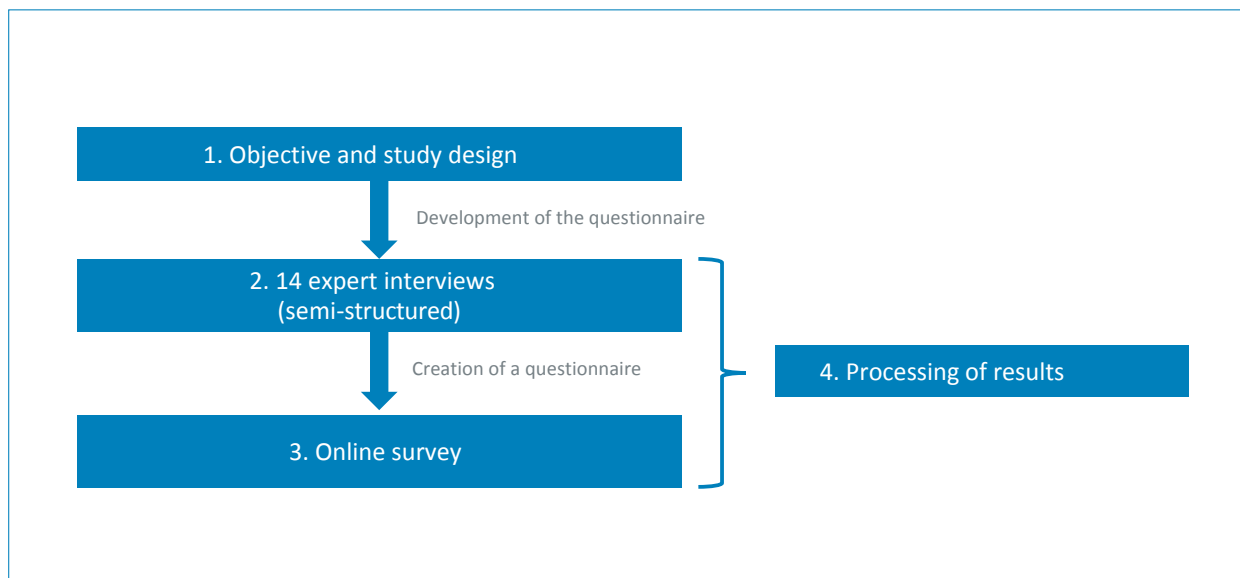 1. Objective and study design
Development of the questionnaire
2. 14 expert interviews
(semi-structured)
Creation of a questionnaire
4. Processing of results
3. Online survey